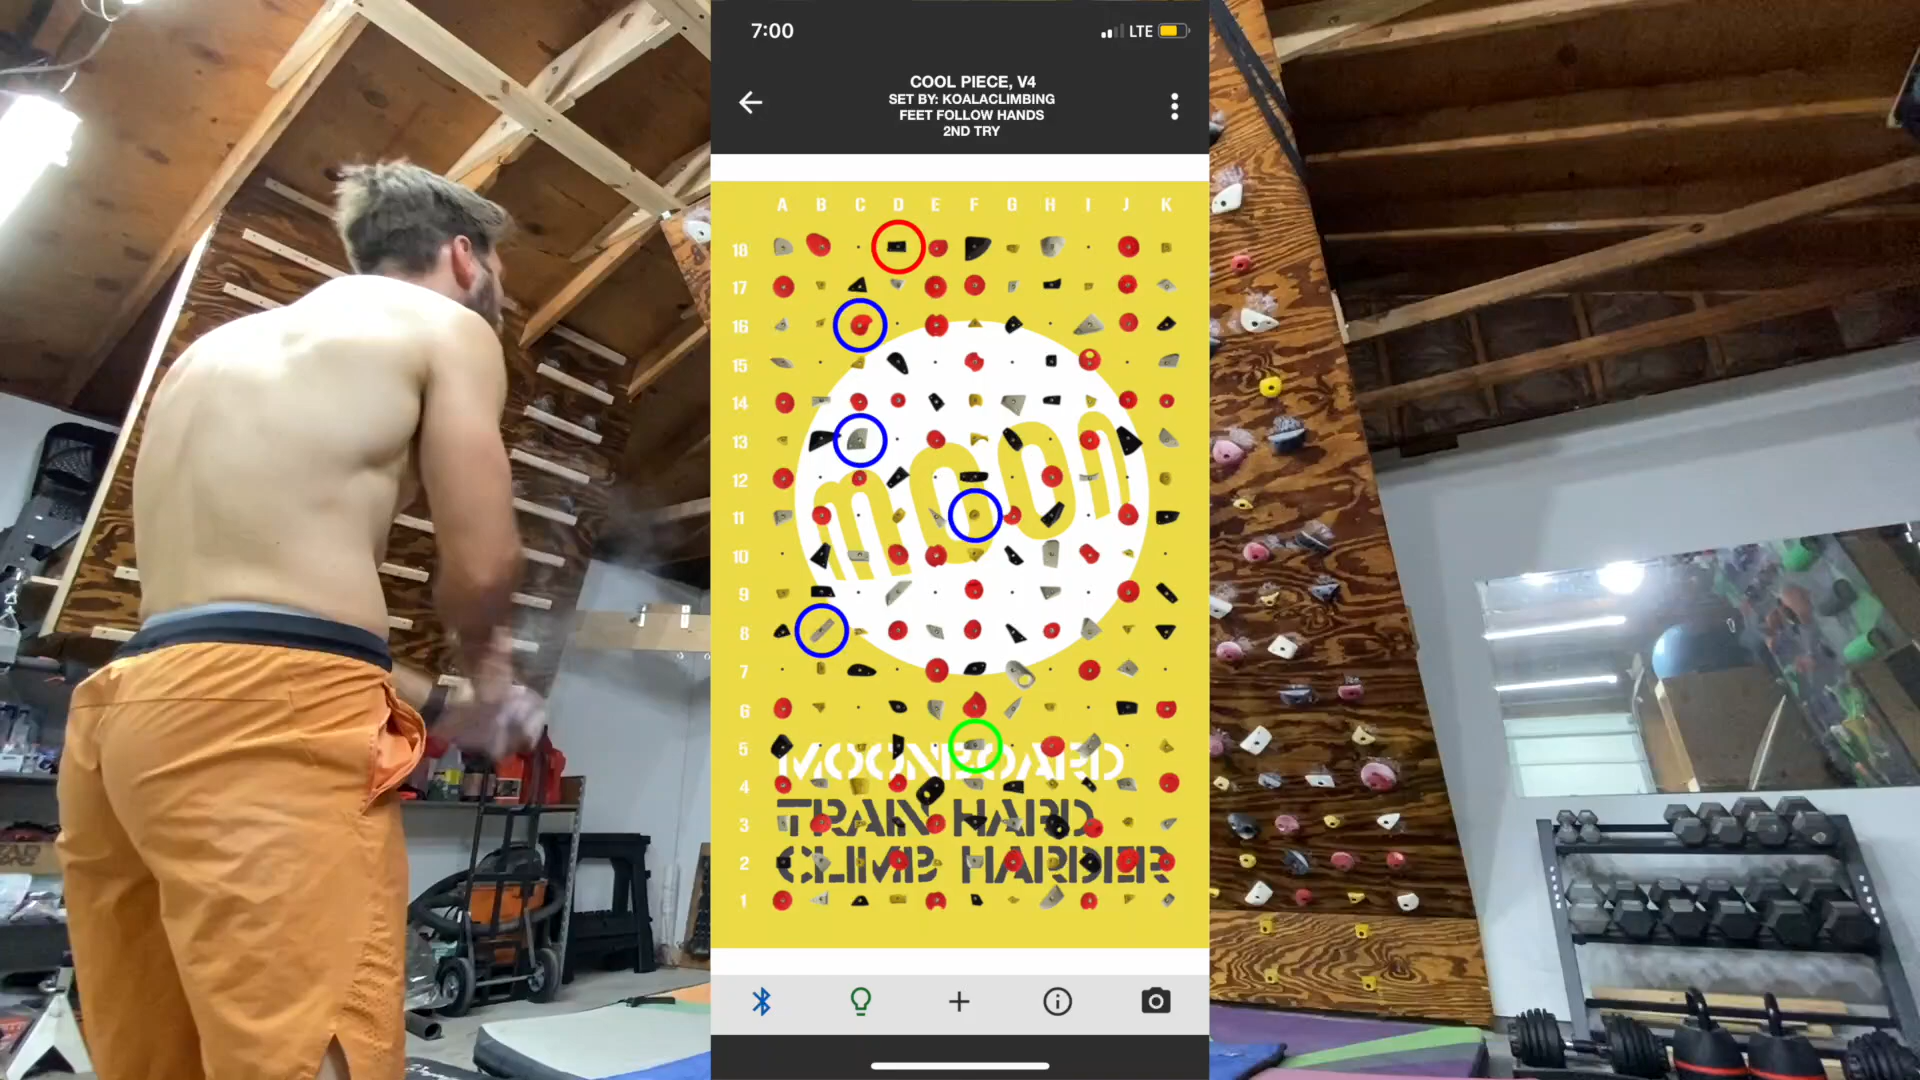 7:00
LTE
COOL PIECE, V4
SET BY: KOALACLIMBING
FEET FOLLOW HANDS
2ND TRY
A B C D E F G H I J K
18
17
16
15
14
13
12
11
10
9
8
7
6
5
4
3
2
1
moon
MOONBOARD
TRAIN HARD
CLIMB HARDER